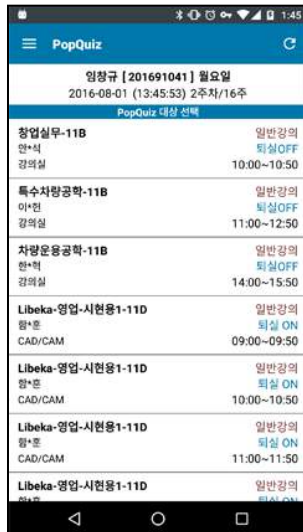 1:45
PopQuiz
임창규 [201691041] 월요일
2016-08-01 (13:45:53) 2주차/16주
PopQuiz 대상 선택
창업실무-11B 일반강의
안*석 퇴실OFF
강의실 10:00~10:50
특수차량공학-11B 일반강의
이*헌 퇴실OFF
강의실 11:00~12:50
차량운용공학-11B 일반강의
한*혁 퇴실OFF
강의실 14:00~15:50
Libeka-영업-시현용1-11D 일반강의
함*훈 퇴실 ON
CAD/CAM 09:00~09:50
Libeka-영업-시현용1-11D 일반강의
함*훈 퇴실 ON
CAD/CAM 10:00~10:50
Libeka-영업-시현용1-11D 일반강의
함*훈 퇴실 ON
CAD/CAM 11:00~11:50
Libeka-영업-시현용1-11D 일반강의